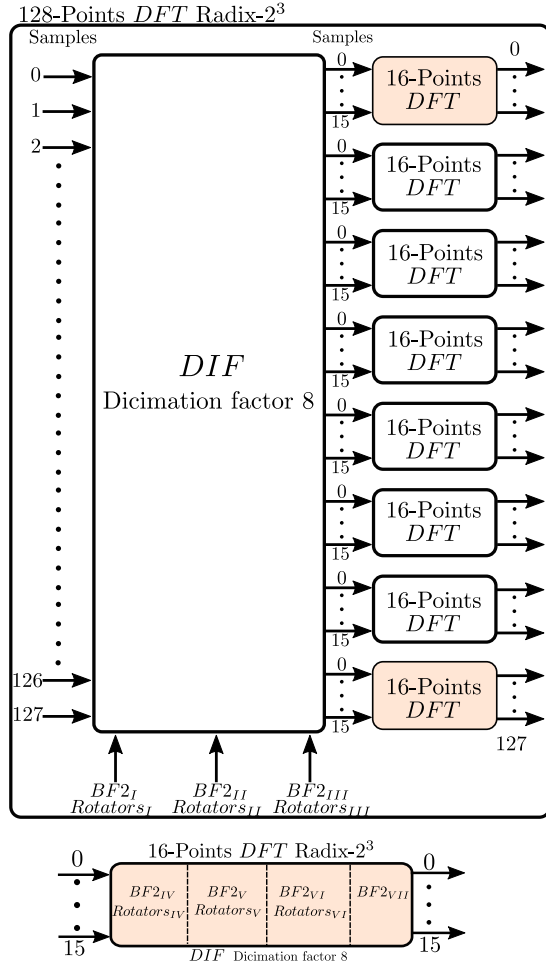 128-Points DFT Radix-2³
Samples
Samples
0
1
2
126
127
DIF
Dicimation factor 8
0
15
16-Points
DFT
0
0
15
16-Points
DFT
0
15
16-Points
DFT
0
15
16-Points
DFT
0
15
16-Points
DFT
0
15
16-Points
DFT
0
15
16-Points
DFT
0
15
16-Points
DFT
127
BF2_I
Rotators_I
BF2_II
Rotators_II
BF2_III
Rotators_III
16-Points DFT Radix-2³
0
15
BF2_IV
Rotators_IV
BF2_V
Rotators_V
BF2_VI
Rotators_VI
BF2_VII
0
15
DIF Dicimation factor 8